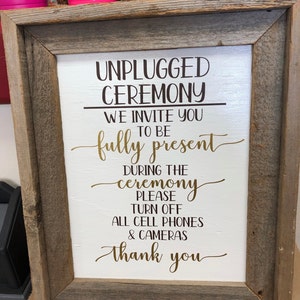 UNPLUGGED
CEREMONY
WE INVITE YOU
TO BE
fully present
DURING THE
ceremony
PLEASE
TURN OFF
ALL CELL PHONES
& CAMERAS
thank you